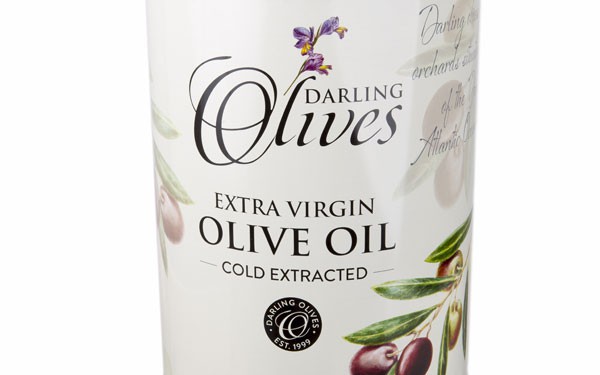 DARLING
Olives
EXTRA VIRGIN
OLIVE OIL
COLD EXTRACTED
DARLING OLIVES
· EST. 1999 ·
Darling
orchards
of the
Atlantic